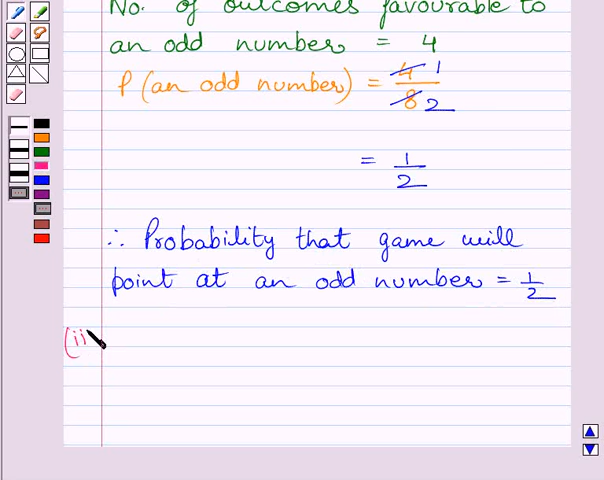 No. of outcomes favourable to
an odd number = 4
P (an odd number) = 4 1 / 8 2
= 1/2
∴ Probability that game will
point at an odd number = 1/2
(ii